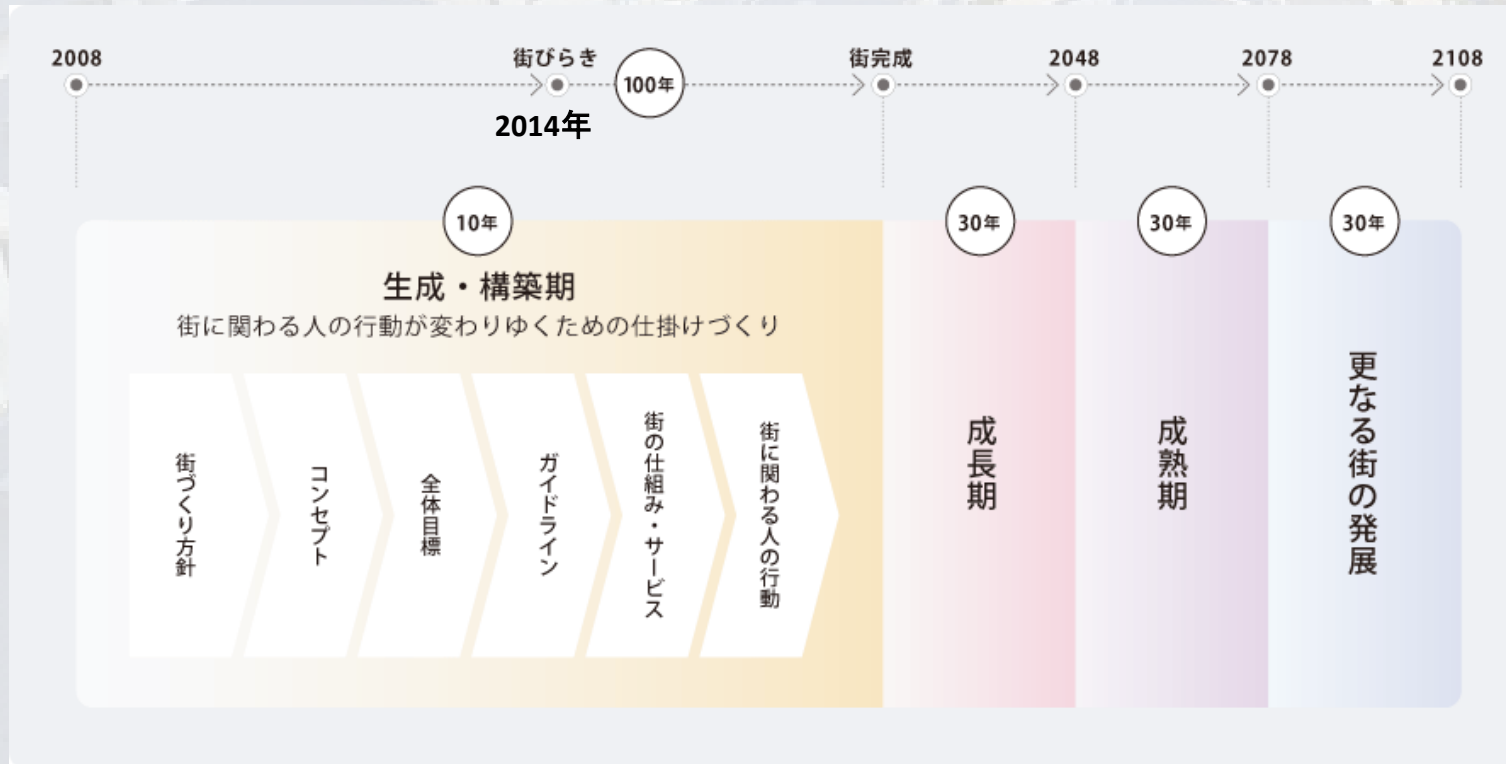 2008
街びらき
100年
街完成
2048
2078
2108
2014年
10年
30年
30年
30年
生成・構築期
街に関わる人の行動が変わりゆくための仕掛けづくり
街づくり方針
コンセプト
全体目標
ガイドライン
街の仕組み・サービス
街に関わる人の行動
成長期
成熟期
更なる街の発展